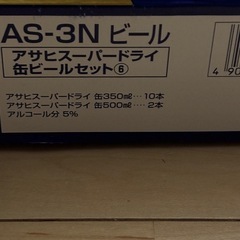 AS-3N ビール
アサヒスーパードライ
缶ビールセット⑥
アサヒスーパードライ 缶350㎖…10本
アサヒスーパードライ 缶500㎖…2本
アルコール分 5%
4 90